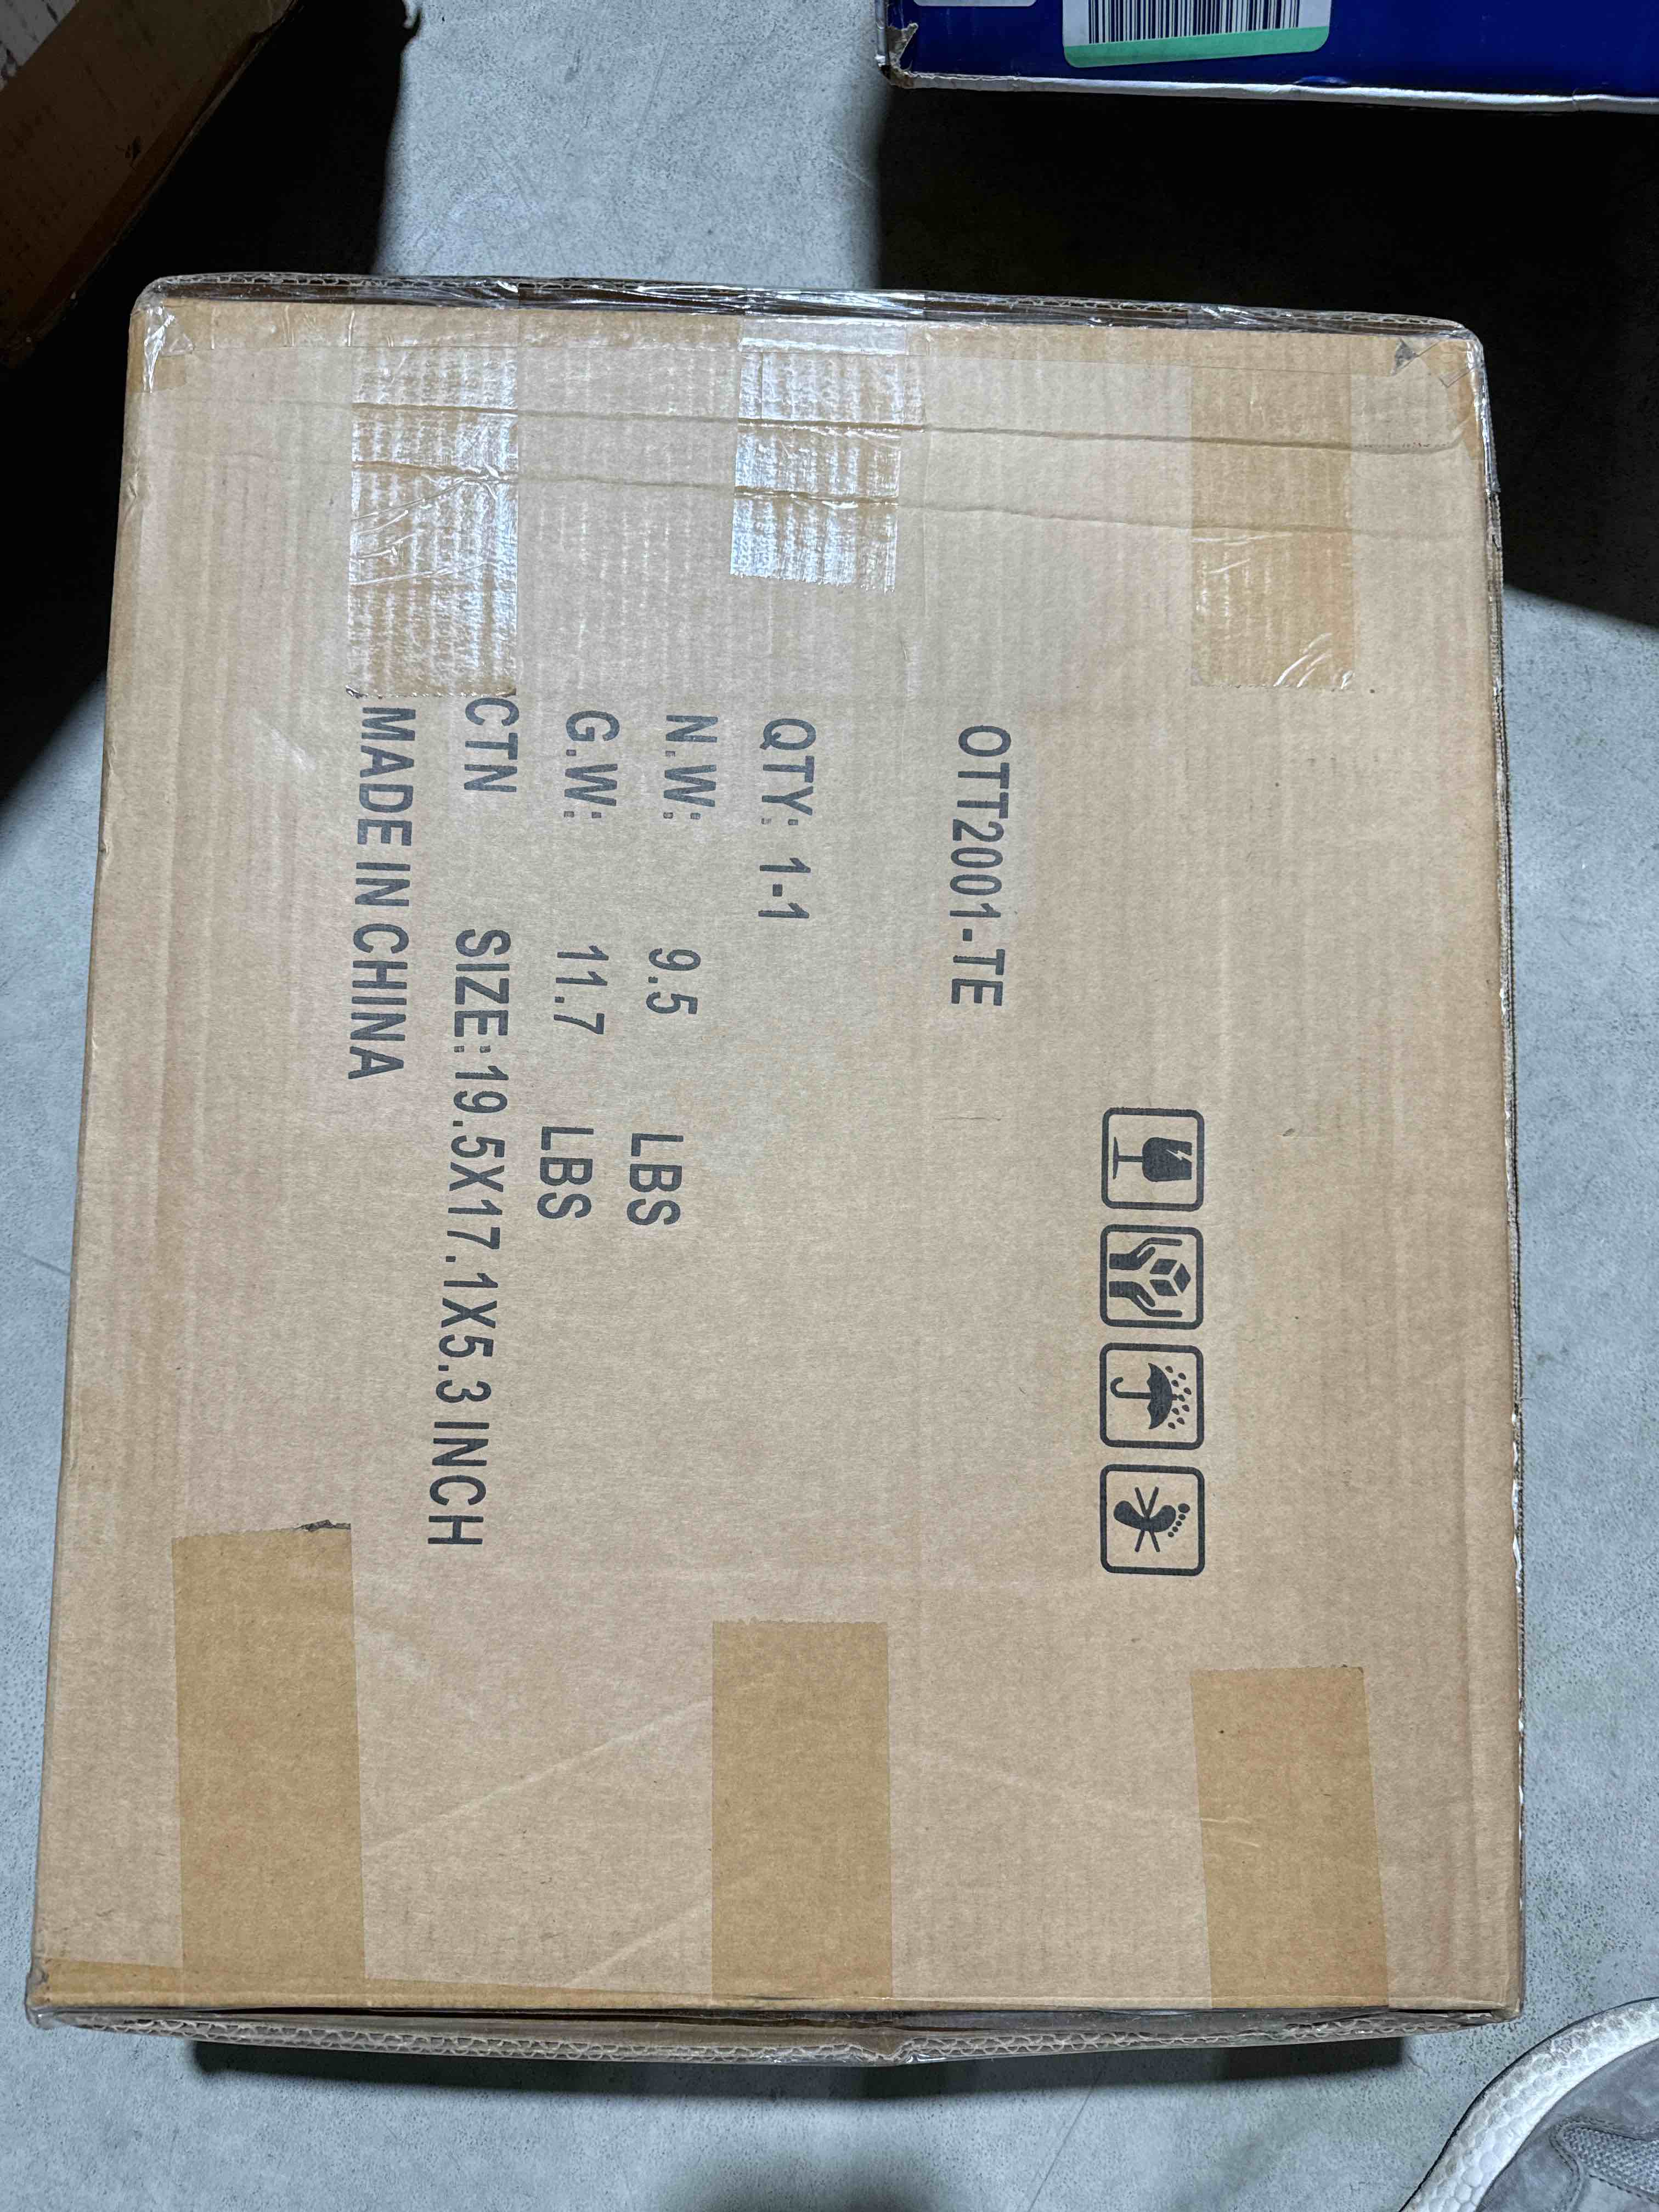 OTT2001-TE
QTY: 1-1
N.W: 9.5 LBS
G.W: 11.7 LBS
CTN SIZE:19.5X17.1X5.3 INCH
MADE IN CHINA